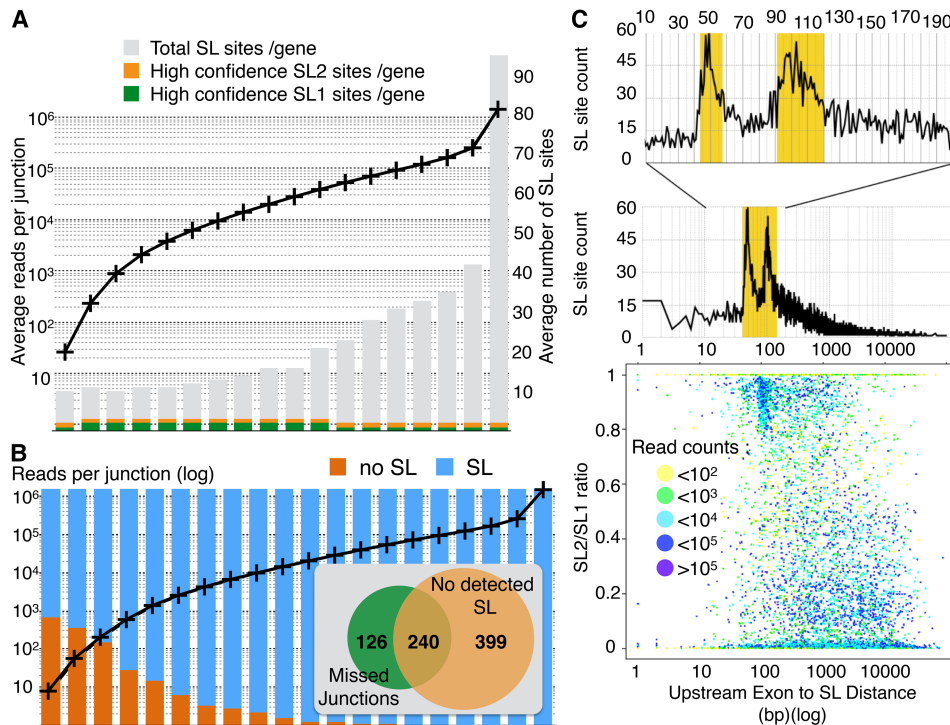 A
Total SL sites /gene
High confidence SL2 sites /gene
High confidence SL1 sites /gene
Average reads per junction
10⁶
10⁵
10⁴
10³
10²
10
90
80
70
60
50
40
30
20
10
Average number of SL sites
B
Reads per junction (log)
no SL
SL
10⁶
10⁵
10⁴
10³
10²
10
No detected
SL
126
240
399
Missed
Junctions
C
10 30 50 70 90 110 130 150 170 190
SL site count
60
45
30
15
0
SL site count
60
45
30
15
0
1 10 100 1000 10000
SL2/SL1 ratio
1
0.8
0.6
0.4
0.2
0
Read counts :
<10²
<10³
<10⁴
<10⁵
>10⁵
1 10 100 1000 10000
Upstream Exon to SL Distance
(bp)(log)